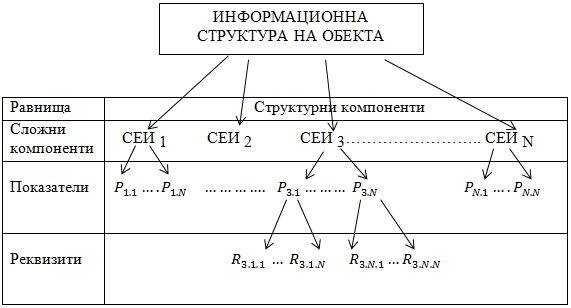 ИНФОРМАЦИОННА
СТРУКТУРА НА ОБЕКТА
Равнища Структурни компоненти
Сложни
компоненти СЕИ 1 СЕИ 2 СЕИ 3............................. СЕИ N
Показатели P1.1 ... . P1.N ... ... ... .... P3.1 ... ... ... P3.N PN.1 ... . PN.N
Реквизити R3.1.1 ... R3.1.N R3.N.1 ... R3.N.N